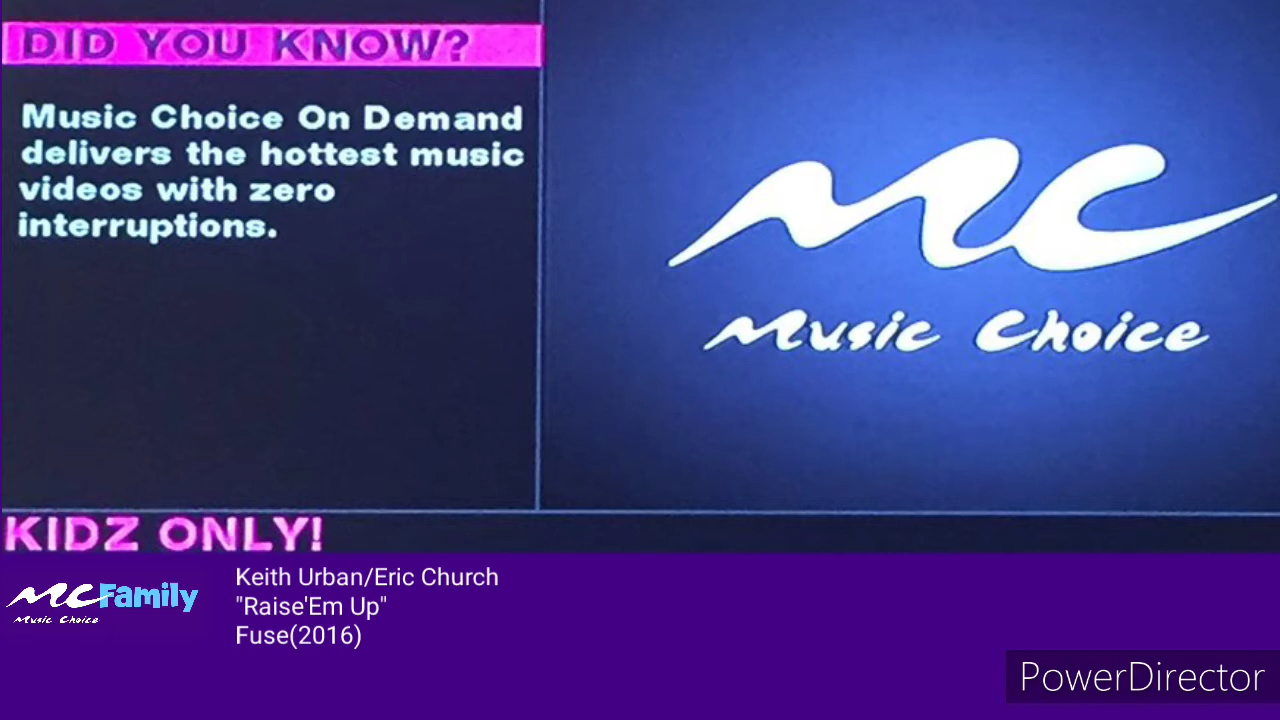 DID YOU KNOW?
Music Choice On Demand
delivers the hottest music
videos with zero
interruptions.
MC
Music Choice
KIDZ ONLY!
MC Family
Music Choice
Keith Urban/Eric Church
"Raise'Em Up"
Fuse(2016)
PowerDirector